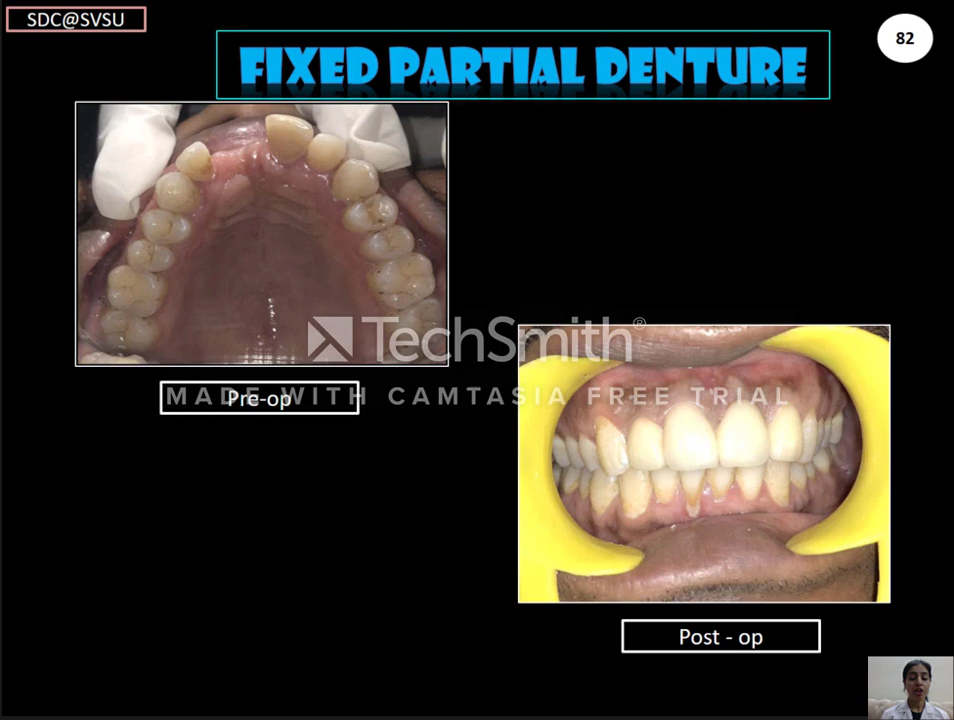 SDC@SVSU
82
FIXED PARTIAL DENTURE
TechSmith®
MADE WITH CAMTASIA FREE TRIAL
Pre-op
Post - op